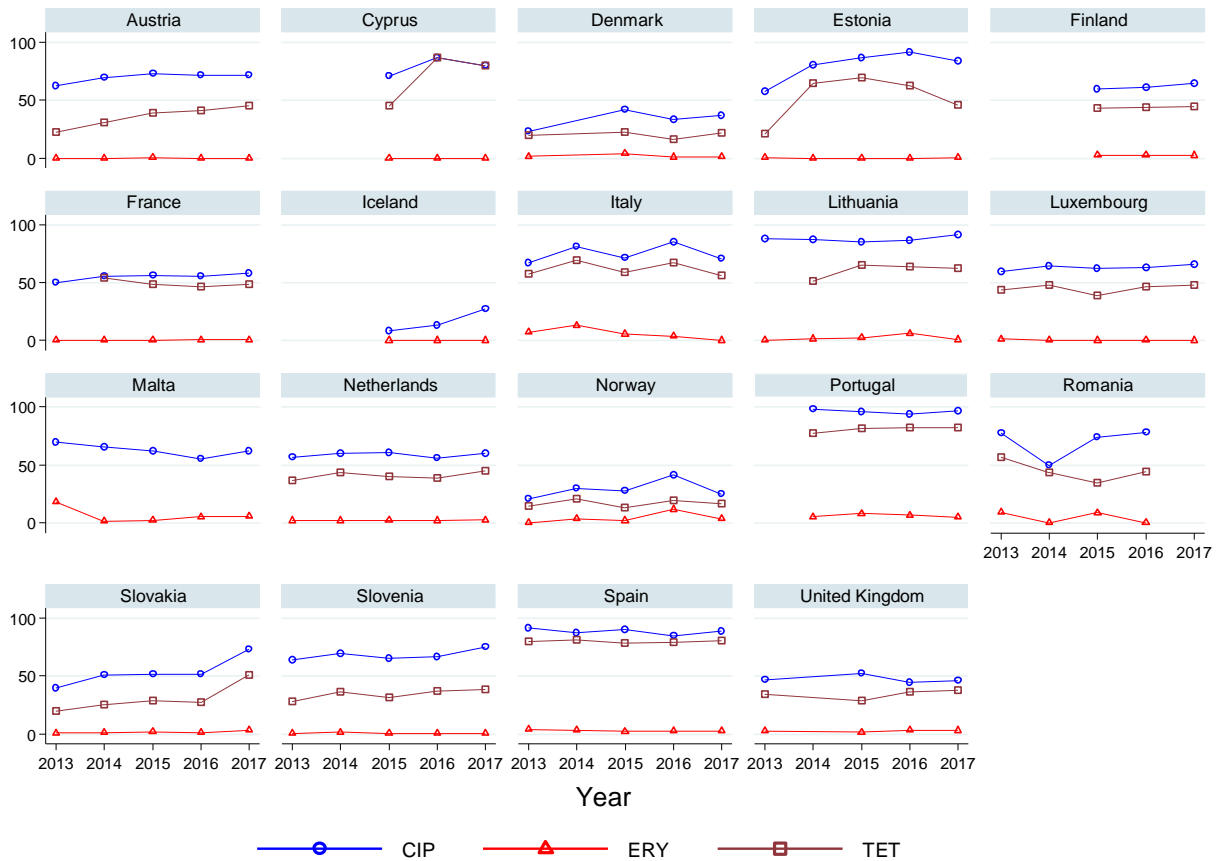 Austria Cyprus Denmark Estonia Finland
100
50
0
France Iceland Italy Lithuania Luxembourg
100
50
0
Malta Netherlands Norway Portugal Romania
100
50
0
2013 2014 2015 2016 2017
Slovakia Slovenia Spain United Kingdom
100
50
0
2013 2014 2015 2016 2017 2013 2014 2015 2016 2017 2013 2014 2015 2016 2017 2013 2014 2015 2016 2017
Year
CIP ERY TET